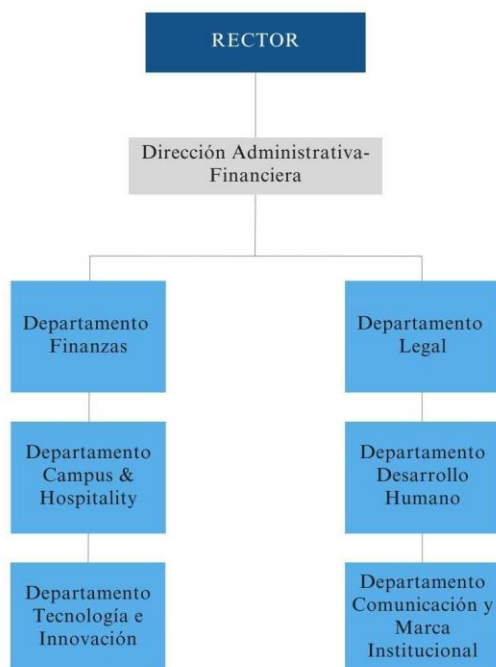 RECTOR
Dirección Administrativa-
Financiera
Departamento
Finanzas
Departamento
Legal
Departamento
Campus &
Hospitality
Departamento
Desarrollo
Humano
Departamento
Tecnología e
Innovación
Departamento
Comunicación y
Marca
Institucional